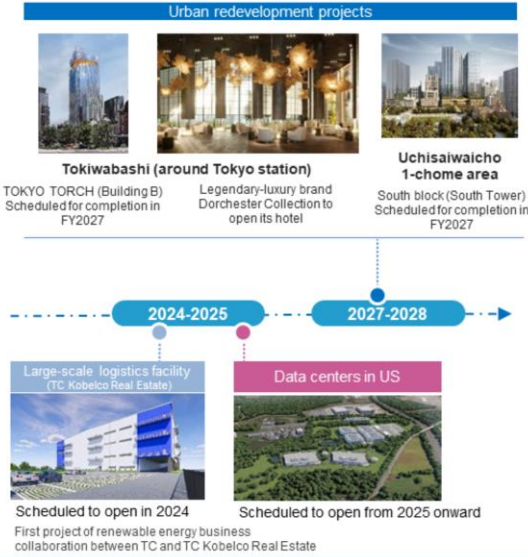 Urban redevelopment projects
Tokiwabashi (around Tokyo station)
TOKYO TORCH (Building B)
Scheduled for completion in
FY2027
Legendary-luxury brand
Dorchester Collection to
open its hotel
Uchisaiwaicho
1-chome area
South block (South Tower)
Scheduled for completion in
FY2027
2024-2025
2027-2028
Large-scale logistics facility
(TC Kobelco Real Estate)
Scheduled to open in 2024
First project of renewable energy business
collaboration between TC and TC Kobelco Real Estate
Data centers in US
Scheduled to open from 2025 onward